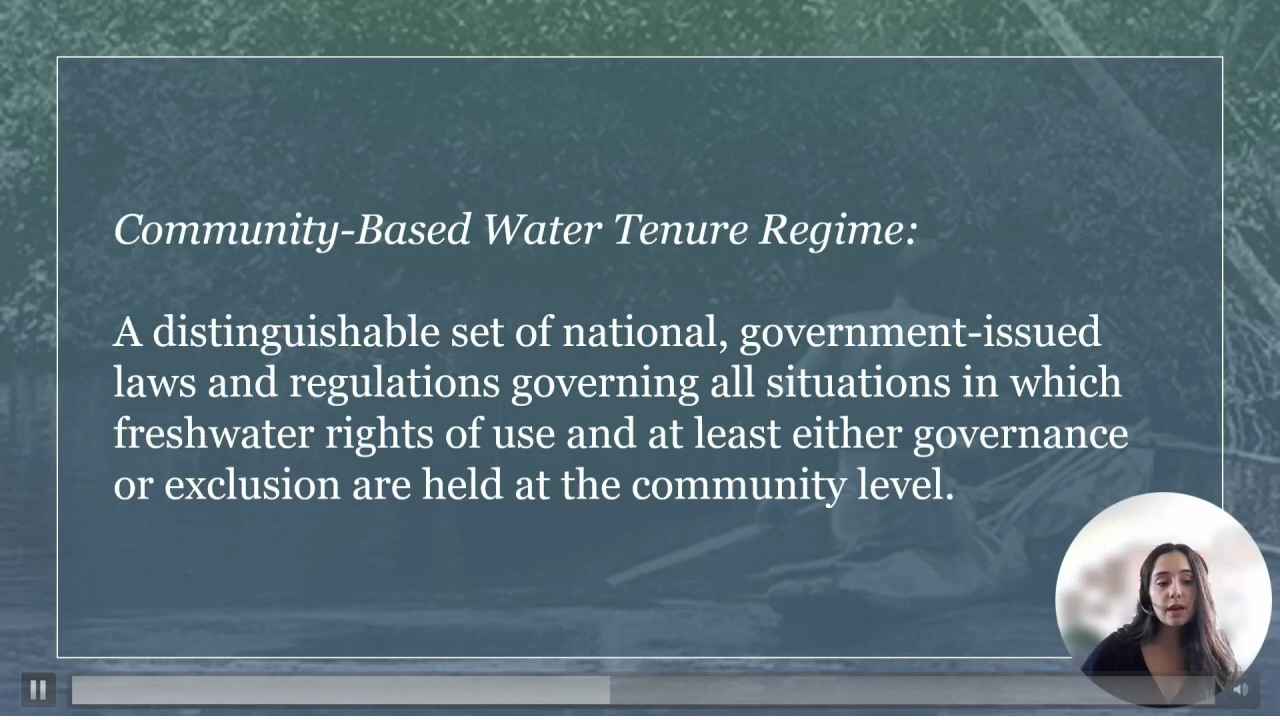 Community-Based Water Tenure Regime:
A distinguishable set of national, government-issued
laws and regulations governing all situations in which
freshwater rights of use and at least either governance
or exclusion are held at the community level.